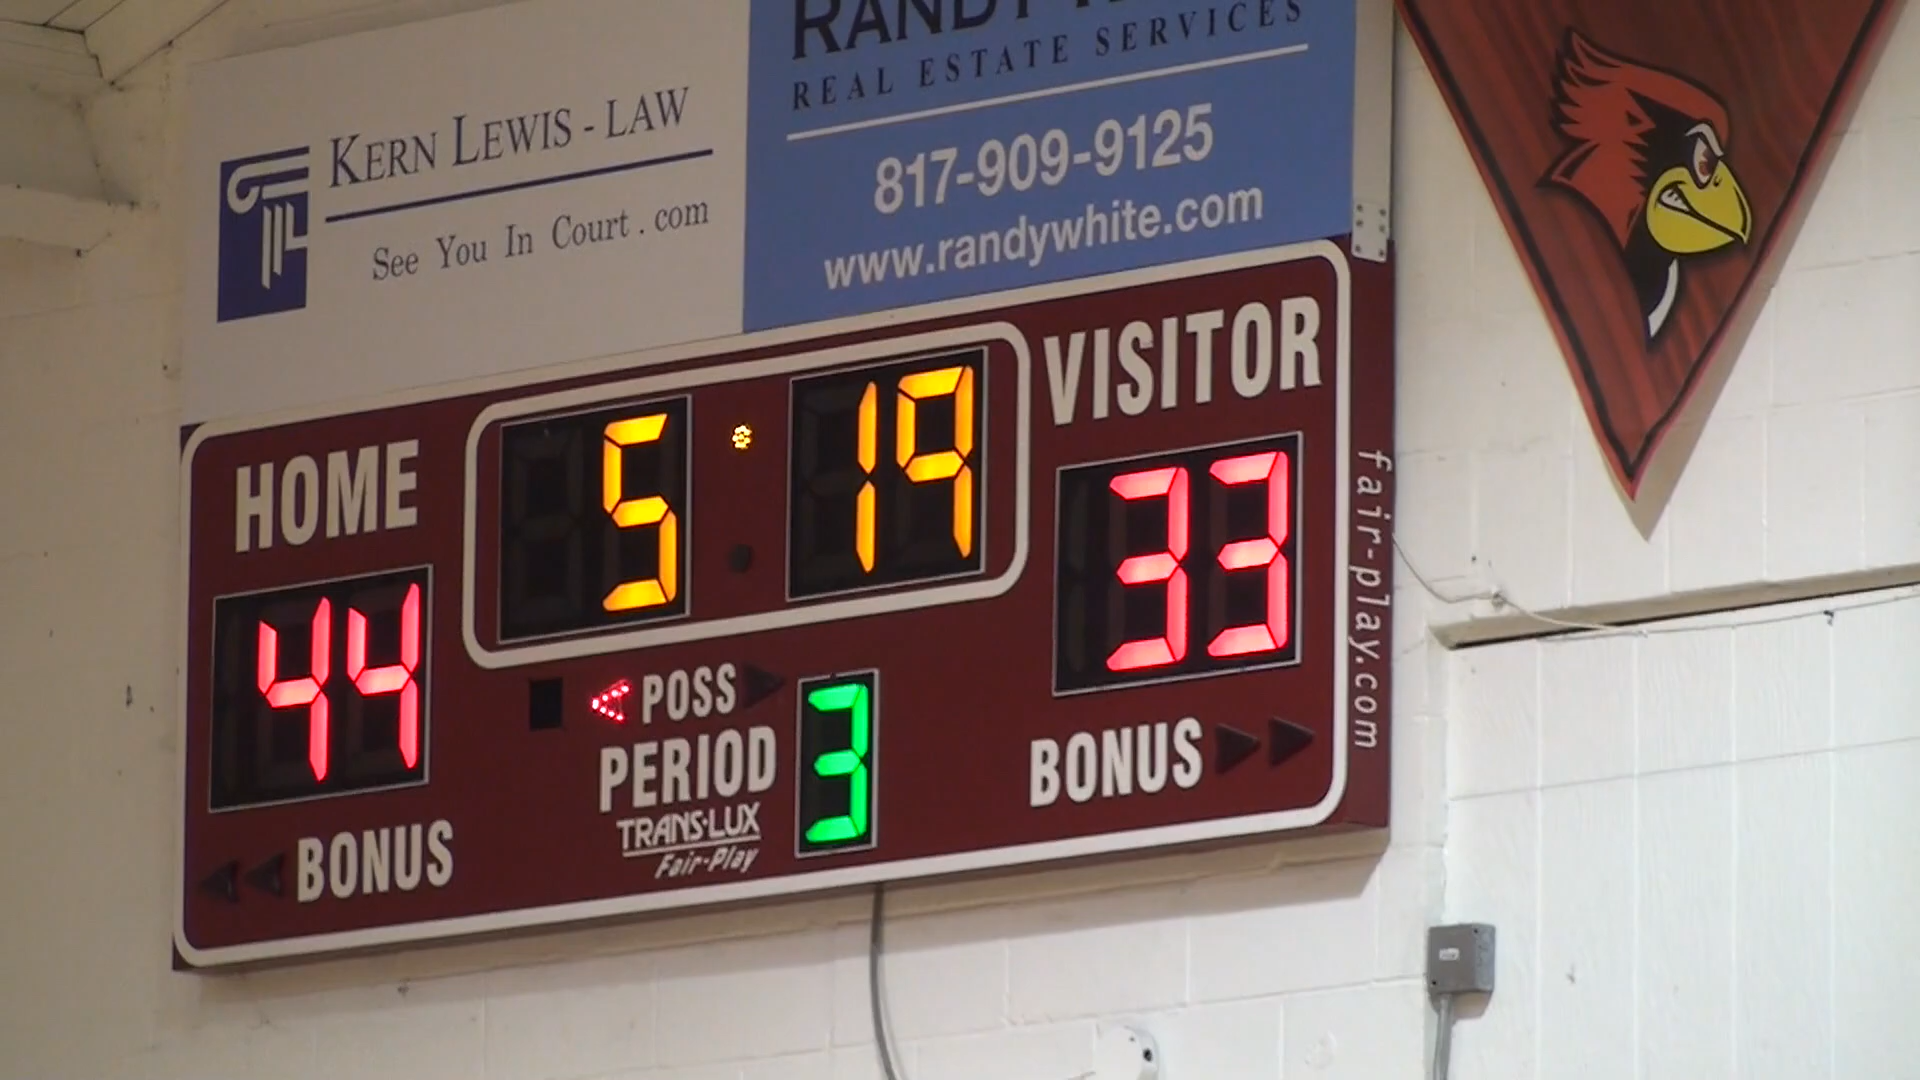 KERN LEWIS - LAW
See You In Court . com
RANDY
REAL ESTATE SERVICES
817-909-9125
www.randywhite.com
HOME
5:19
VISITOR
44
33
POSS
PERIOD
3
TRANS·LUX
Fair-Play
BONUS
BONUS
fair-play.com